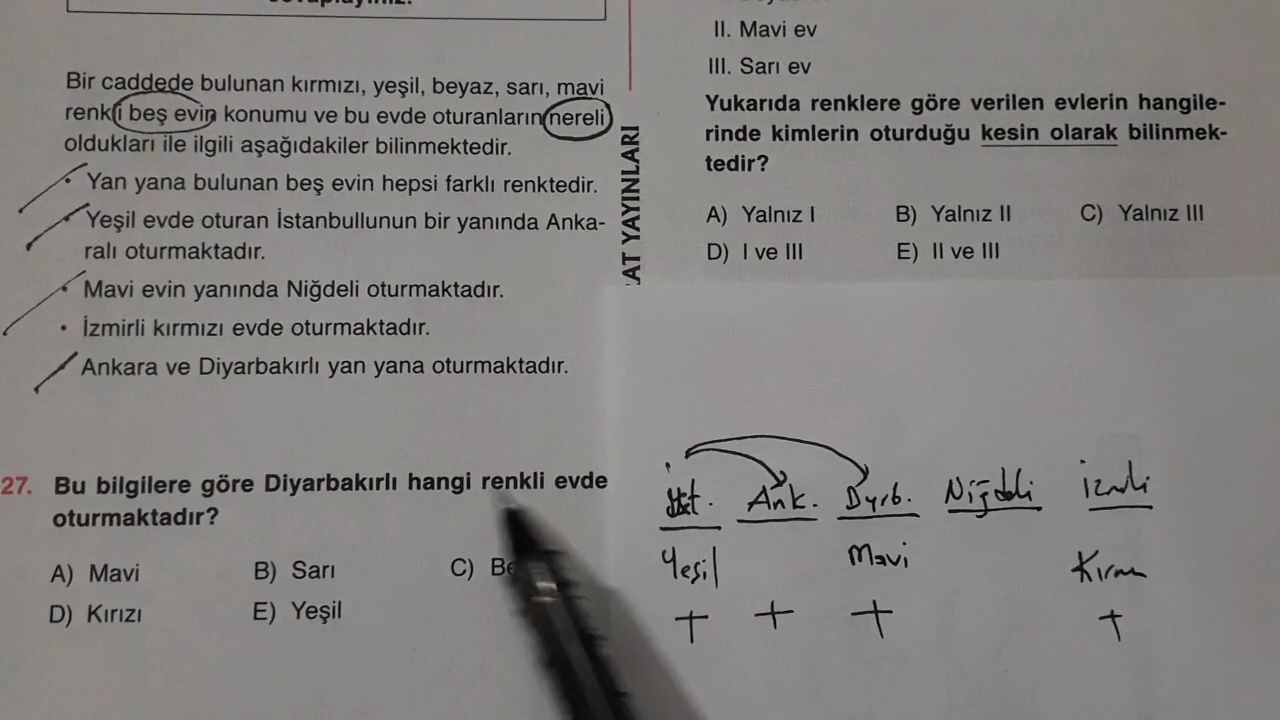 Bir caddede bulunan kırmızı, yeşil, beyaz, sarı, mavi
renkli beş evin konumu ve bu evde oturanların nereli
oldukları ile ilgili aşağıdakiler bilinmektedir.
• Yan yana bulunan beş evin hepsi farklı renktedir.
Yeşil evde oturan İstanbullunun bir yanında Anka-
ralı oturmaktadır.
• Mavi evin yanında Niğdeli oturmaktadır.
• İzmirli kırmızı evde oturmaktadır.
Ankara ve Diyarbakırlı yan yana oturmaktadır.
27. Bu bilgilere göre Diyarbakırlı hangi renkli evde
oturmaktadır?
A) Mavi B) Sarı C)
D) Kırızı E) Yeşil
AT YAYINLARI
II. Mavi ev
III. Sarı ev
Yukarıda renklere göre verilen evlerin hangile-
rinde kimlerin oturduğu kesin olarak bilinmek-
tedir?
A) Yalnız I B) Yalnız II C) Yalnız III
D) I ve III E) II ve III
İst. Ank. Dyrb. Niğdeli İzmirli
Yeşil Mavi Kırm
+ + + +